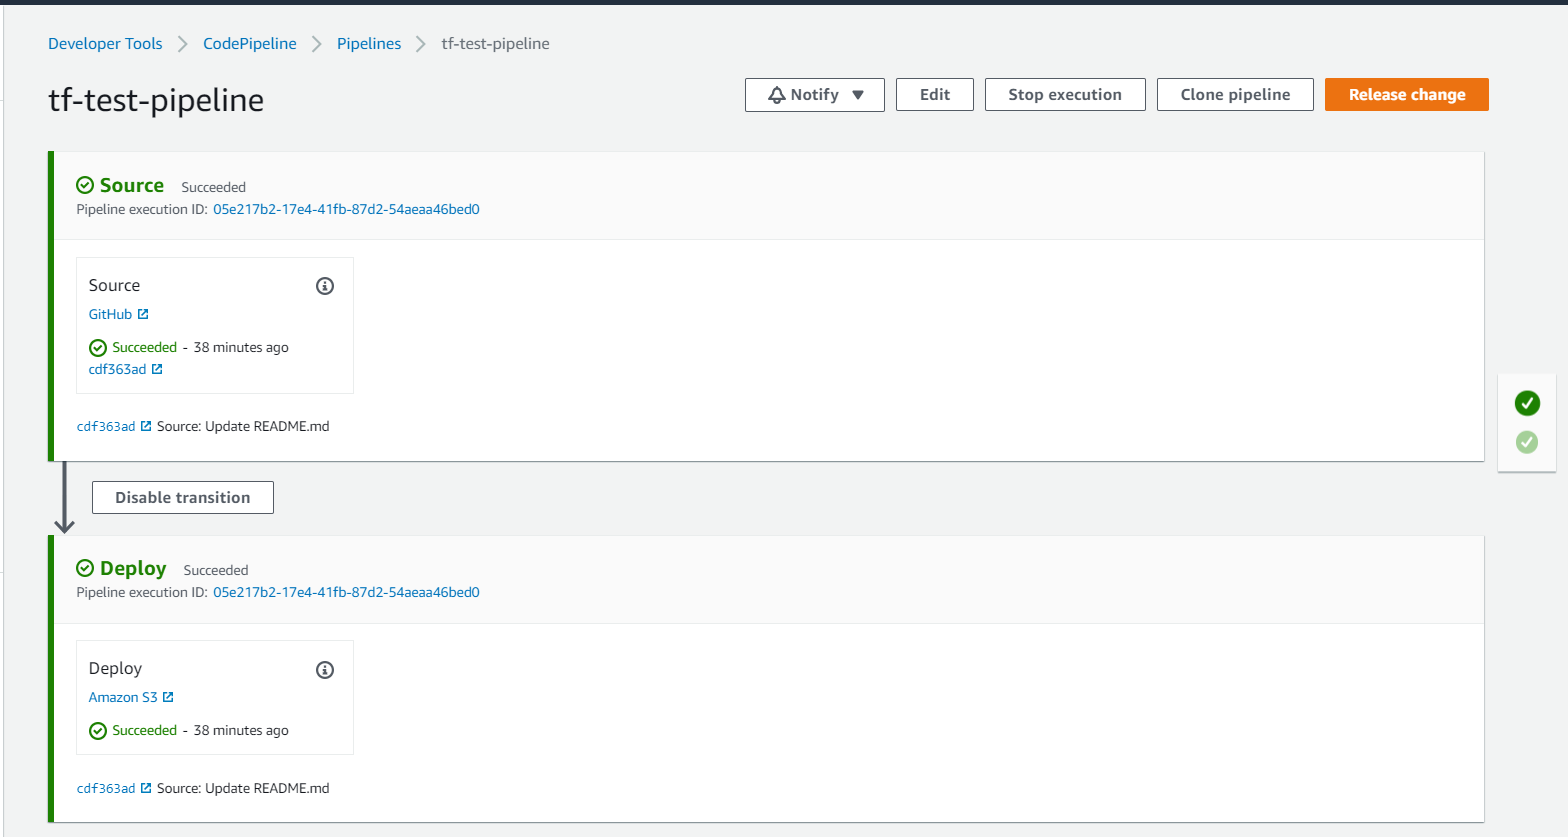 Developer Tools CodePipeline Pipelines tf-test-pipeline
tf-test-pipeline
Notify Edit Stop execution Clone pipeline Release change
Source Succeeded
Pipeline execution ID: 05e217b2-17e4-41fb-87d2-54aeaa46bed0
Source
GitHub
Succeeded - 38 minutes ago
cdf363ad
cdf363ad Source: Update README.md
Disable transition
Deploy Succeeded
Pipeline execution ID: 05e217b2-17e4-41fb-87d2-54aeaa46bed0
Deploy
Amazon S3
Succeeded - 38 minutes ago
cdf363ad Source: Update README.md